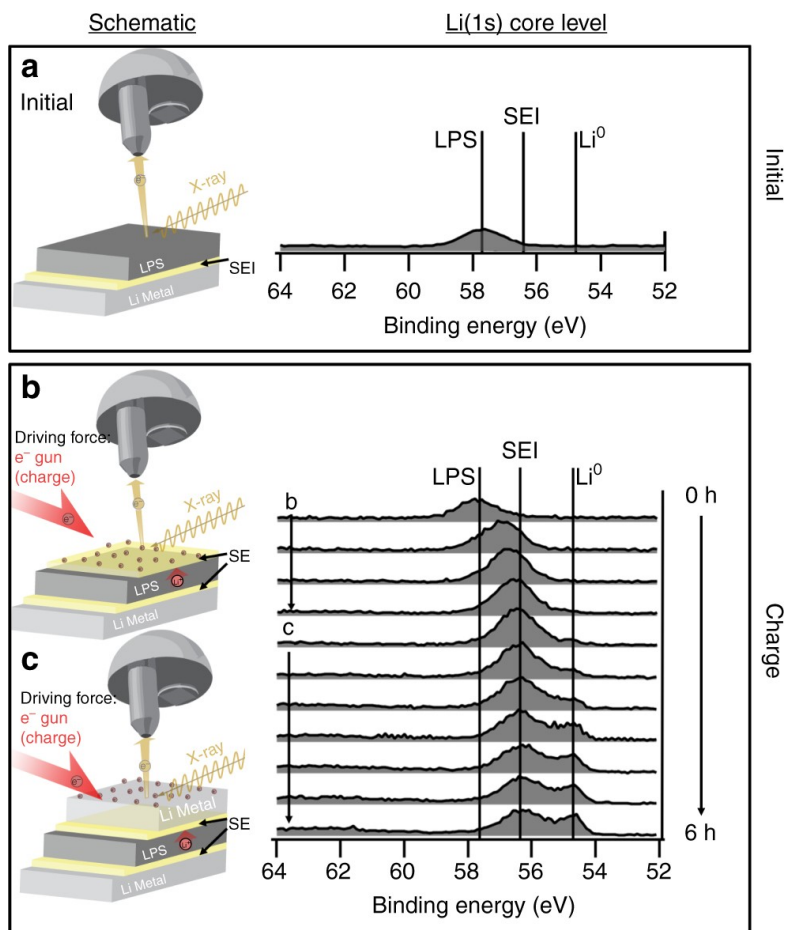 Schematic
Li(1s) core level
a
Initial
X-ray
e⁻
LPS
SEI
Li Metal
LPS
SEI
Li⁰
64 62 60 58 56 54 52
Binding energy (eV)
Initial
b
Driving force:
e⁻ gun
(charge)
X-ray
e⁻
e⁻
SE
LPS
Li Metal
c
Driving force:
e⁻ gun
(charge)
X-ray
e⁻
e⁻
Li Metal
SE
LPS
Li Metal
LPS
SEI
Li⁰
b
c
0 h
6 h
64 62 60 58 56 54 52
Binding energy (eV)
Charge